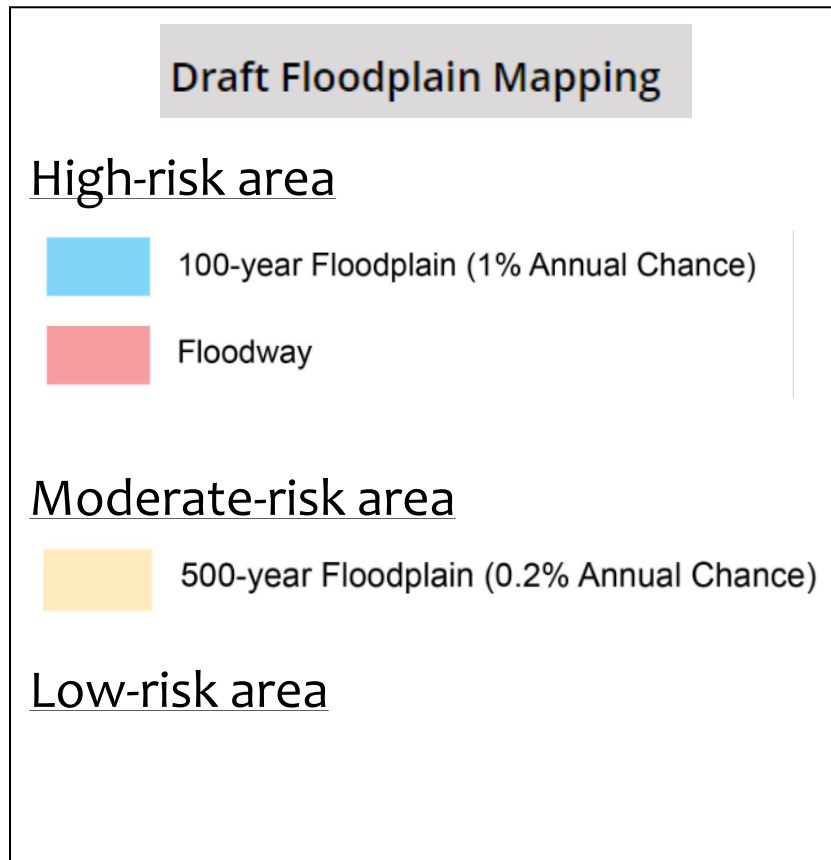 Draft Floodplain Mapping
High-risk area
100-year Floodplain (1% Annual Chance)
Floodway
Moderate-risk area
500-year Floodplain (0.2% Annual Chance)
Low-risk area